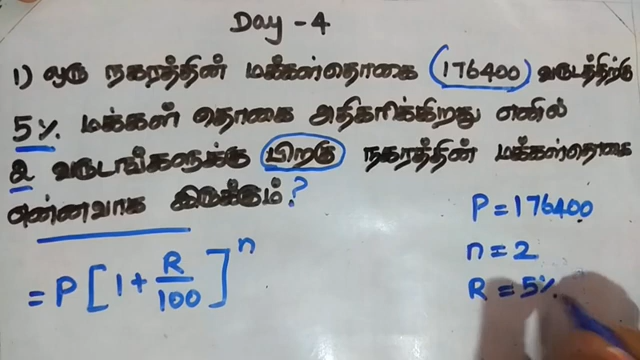 Day - 4
1) ஒரு நகரத்தின் மக்கள்தொகை (176400) வருடத்திற்கு
5% மக்கள் தொகை அதிகரிக்கிறது எனில்
2 வருடங்களுக்கு பிறகு நகரத்தின் மக்கள்தொகை
என்னவாக இருக்கும்?
P = 176400
n = 2
R = 5%
= P [ 1 + R/100 ]^n